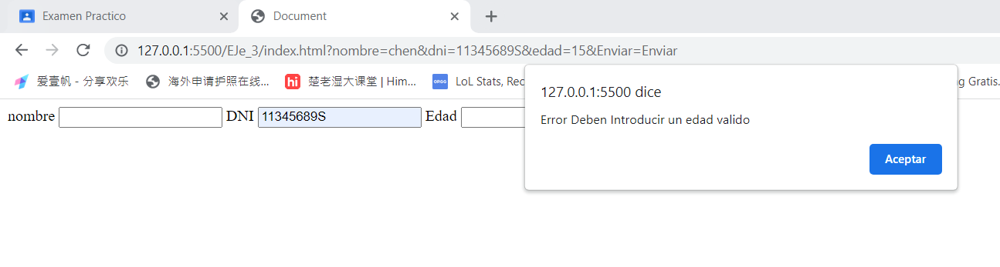 Examen Practico
Document
127.0.0.1:5500/EJe_3/index.html?nombre=chen&dni=11345689S&edad=15&Enviar=Enviar
爱壹帆 - 分享欢乐 海外申请护照在线... hi 楚老湿大课堂 | Him... OP.GG LoL Stats, Rec g Gratis.
127.0.0.1:5500 dice
Error Deben Introducir un edad valido
Aceptar
nombre DNI 11345689S Edad